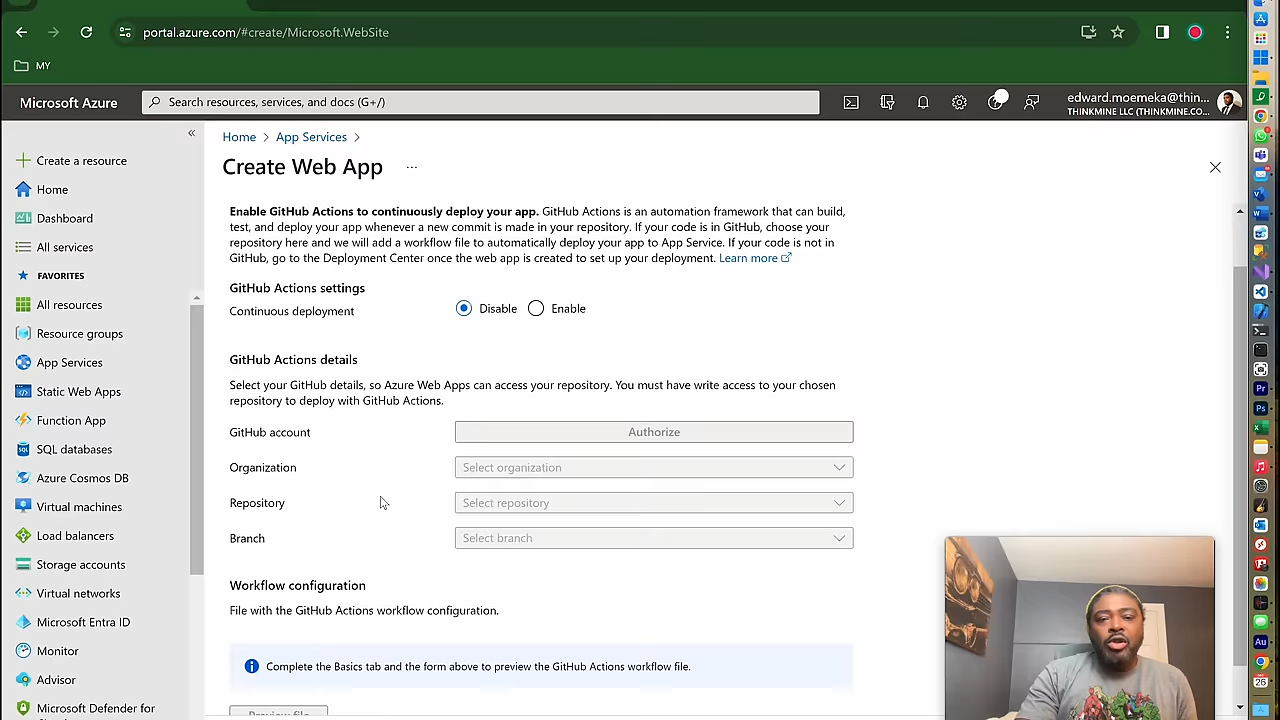 portal.azure.com/#create/Microsoft.WebSite
MY
Microsoft Azure
Search resources, services, and docs (G+/)
edward.moemeka@thin...
THINKMINE LLC (THINKMINE.CO...
Create a resource
Home
Dashboard
All services
FAVORITES
All resources
Resource groups
App Services
Static Web Apps
Function App
SQL databases
Azure Cosmos DB
Virtual machines
Load balancers
Storage accounts
Virtual networks
Microsoft Entra ID
Monitor
Advisor
Microsoft Defender for
Home > App Services >
Create Web App ...
Enable GitHub Actions to continuously deploy your app. GitHub Actions is an automation framework that can build,
test, and deploy your app whenever a new commit is made in your repository. If your code is in GitHub, choose your
repository here and we will add a workflow file to automatically deploy your app to App Service. If your code is not in
GitHub, go to the Deployment Center once the web app is created to set up your deployment. Learn more
GitHub Actions settings
Continuous deployment
Disable
Enable
GitHub Actions details
Select your GitHub details, so Azure Web Apps can access your repository. You must have write access to your chosen
repository to deploy with GitHub Actions.
GitHub account
Authorize
Organization
Select organization
Repository
Select repository
Branch
Select branch
Workflow configuration
File with the GitHub Actions workflow configuration.
Complete the Basics tab and the form above to preview the GitHub Actions workflow file.
Preview file